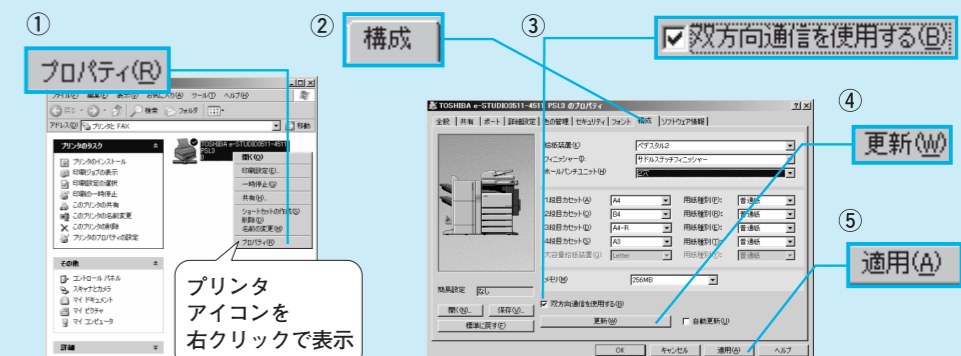 ①
プロパティ(R)
②
構成
③
双方向通信を使用する(B)
④
更新(W)
⑤
適用(A)
プリンタ
アイコンを
右クリックで表示
ファイル(F) 編集(E) 表示(V) お気に入り(A) ツール(T) ヘルプ(H)
戻る 検索 フォルダ
アドレス(D) プリンタと FAX 移動
プリンタのタスク
プリンタのインストール
印刷ジョブの表示
印刷設定の選択
印刷の一時停止
このプリンタの共有
このプリンタの名前変更
このプリンタの削除
プリンタのプロパティの設定
その他
コントロール パネル
スキャナとカメラ
マイ ドキュメント
マイ ピクチャ
マイ コンピュータ
詳細
TOSHIBA e-STUDIO3511-4511
PSL3
0
開く(O)
印刷設定(E)...
一時停止(G)
共有(H)...
ショートカットの作成(S)
削除(D)
名前の変更(M)
プロパティ(R)
TOSHIBA e-STUDIO3511-4511 PSL3 のプロパティ
全般 共有 ポート 詳細設定 色の管理 セキュリティ フォント 構成 ソフトウェア情報
給紙装置(E) ペデスタル2
フィニッシャー(I): サドルステッチフィニッシャー
ホールパンチユニット(H) 2穴
1段目カセット(A) A4 用紙種別(P): 普通紙
2段目カセット(S) B4 用紙種別(R): 普通紙
3段目カセット(D) A4-R 用紙種別(I): 普通紙
4段目カセット(G) A3 用紙種別(T): 普通紙
大容量給紙装置(Q): Letter 用紙種別(Y): 普通紙
メモリ(M) 256MB
簡易設定 なし
開く(N)... 保存(V)...
標準に戻す(F)
双方向通信を使用する(B)
更新(W) 自動更新(U)
OK キャンセル 適用(A) ヘルプ